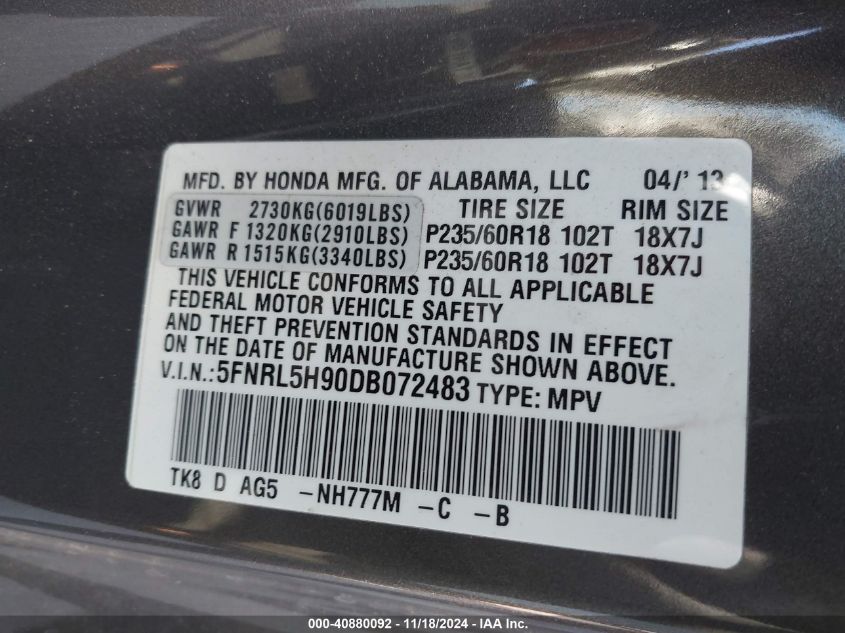 MFD. BY HONDA MFG. OF ALABAMA, LLC 04/' 13
GVWR 2730KG(6019LBS) TIRE SIZE RIM SIZE
GAWR F 1320KG(2910LBS) P235/60R18 102T 18X7J
GAWR R 1515KG(3340LBS) P235/60R18 102T 18X7J
THIS VEHICLE CONFORMS TO ALL APPLICABLE
FEDERAL MOTOR VEHICLE SAFETY
AND THEFT PREVENTION STANDARDS IN EFFECT
ON THE DATE OF MANUFACTURE SHOWN ABOVE.
V.I.N.:5FNRL5H90DB072483 TYPE: MPV
TK8 D AG5 -NH777M -C -B
000-40880092 - 11/18/2024 - IAA Inc.